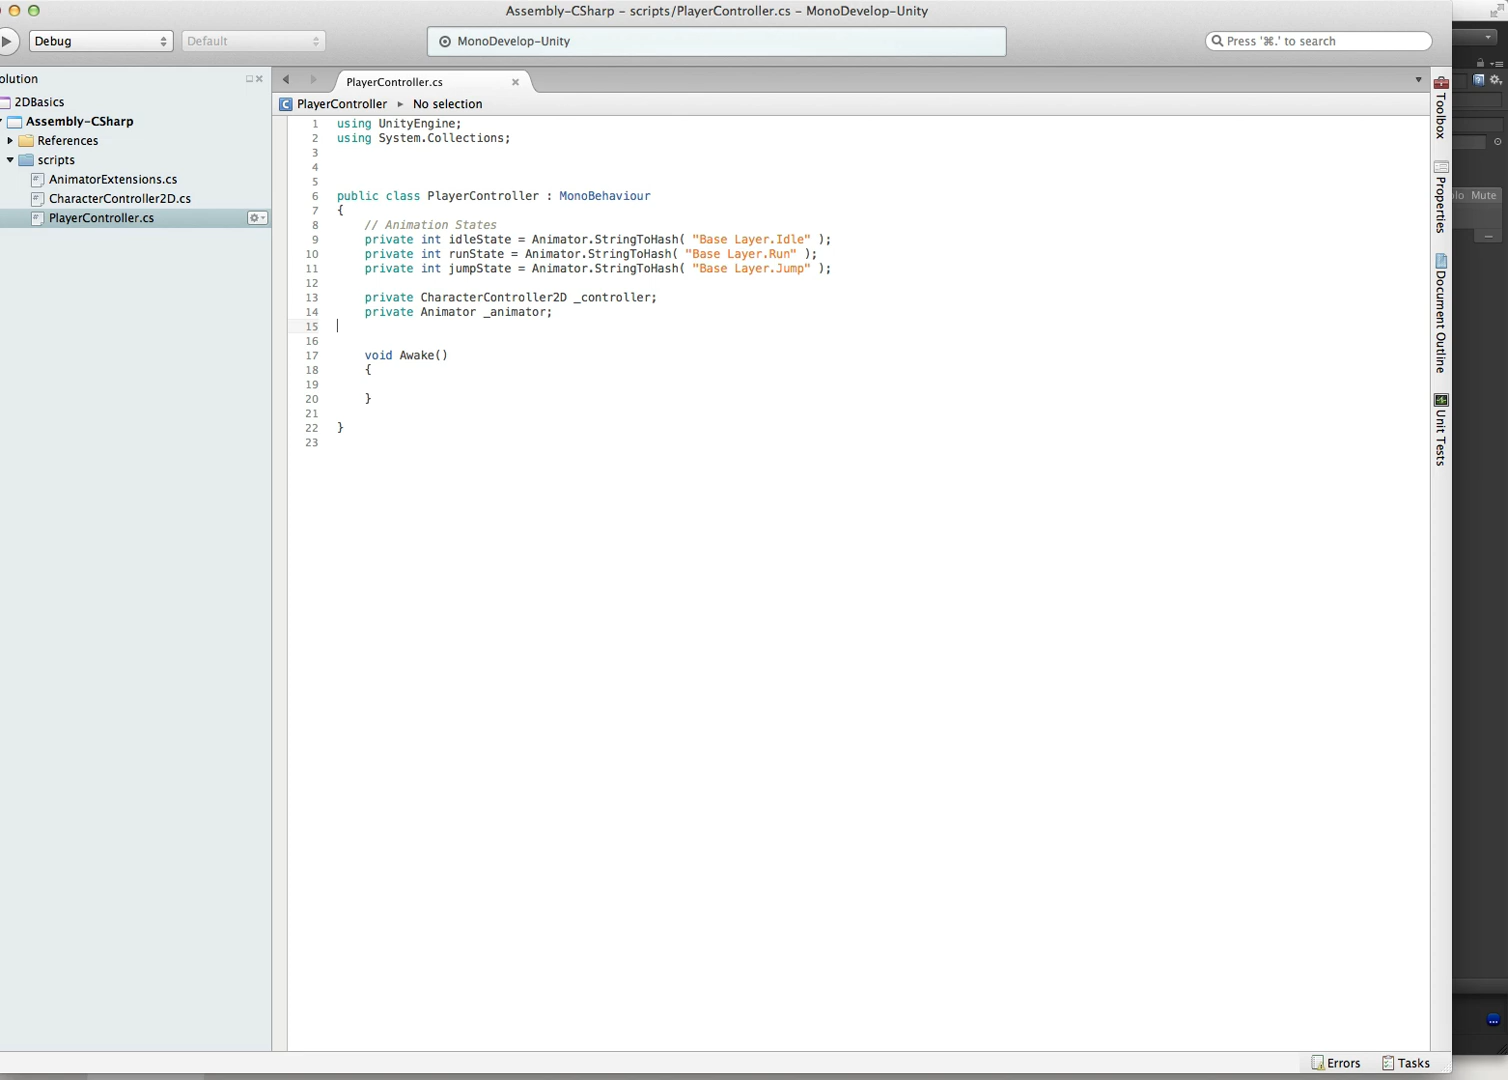 Assembly-CSharp – scripts/PlayerController.cs – MonoDevelop-Unity
Debug
Default
MonoDevelop-Unity
Press '⌘.' to search
olution
PlayerController.cs
2DBasics
Assembly-CSharp
References
scripts
AnimatorExtensions.cs
CharacterController2D.cs
PlayerController.cs
PlayerController ▸ No selection
1 using UnityEngine;
2 using System.Collections;
3
4
5
6 public class PlayerController : MonoBehaviour
7 {
8 // Animation States
9 private int idleState = Animator.StringToHash( "Base Layer.Idle" );
10 private int runState = Animator.StringToHash( "Base Layer.Run" );
11 private int jumpState = Animator.StringToHash( "Base Layer.Jump" );
12
13 private CharacterController2D _controller;
14 private Animator _animator;
15
16
17 void Awake()
18 {
19
20 }
21
22 }
23
Toolbox
Properties
Document Outline
Unit Tests
olo Mute
Errors
Tasks